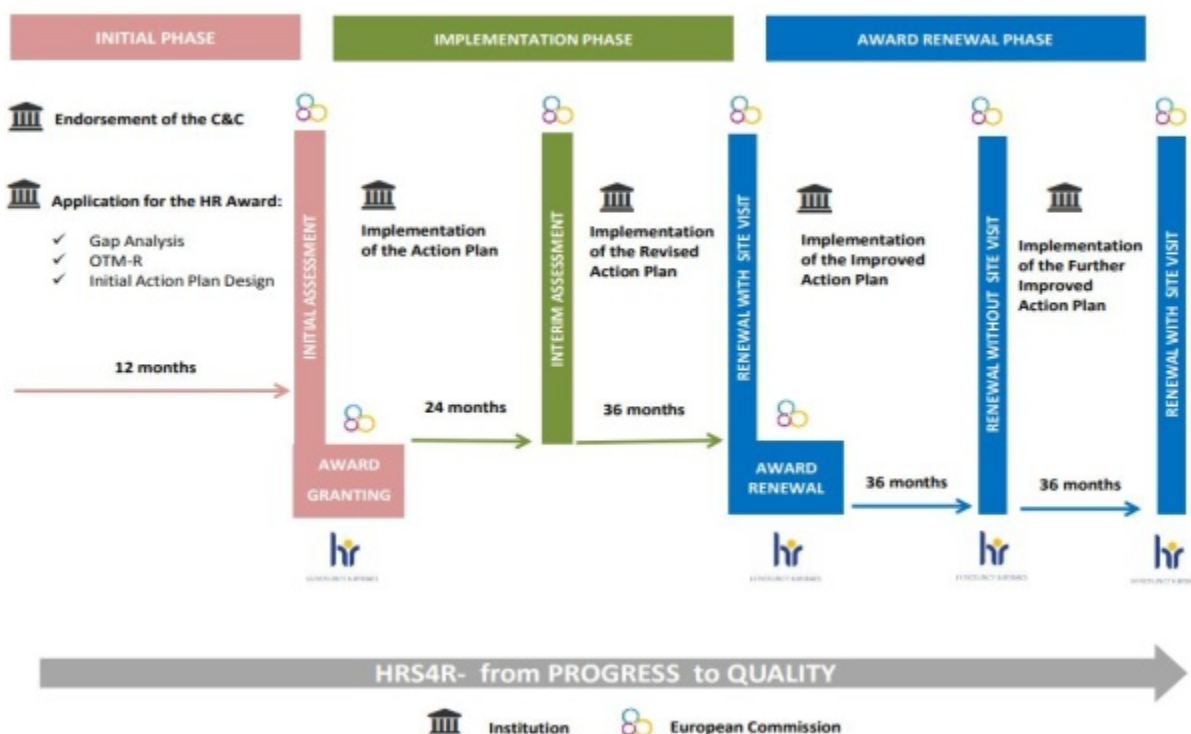 INITIAL PHASE
IMPLEMENTATION PHASE
AWARD RENEWAL PHASE
Endorsement of the C&C
Application for the HR Award:
✓ Gap Analysis
✓ OTM-R
✓ Initial Action Plan Design
12 months
INITIAL ASSESSMENT
AWARD
GRANTING
hr
Implementation
of the Action Plan
24 months
INTERIM ASSESSMENT
Implementation
of the Revised
Action Plan
36 months
RENEWAL WITH SITE VISIT
AWARD
RENEWAL
hr
Implementation
of the Improved
Action Plan
36 months
RENEWAL WITHOUT SITE VISIT
hr
Implementation
of the Further
Improved
Action Plan
36 months
RENEWAL WITH SITE VISIT
hr
HRS4R- from PROGRESS to QUALITY
Institution
European Commission